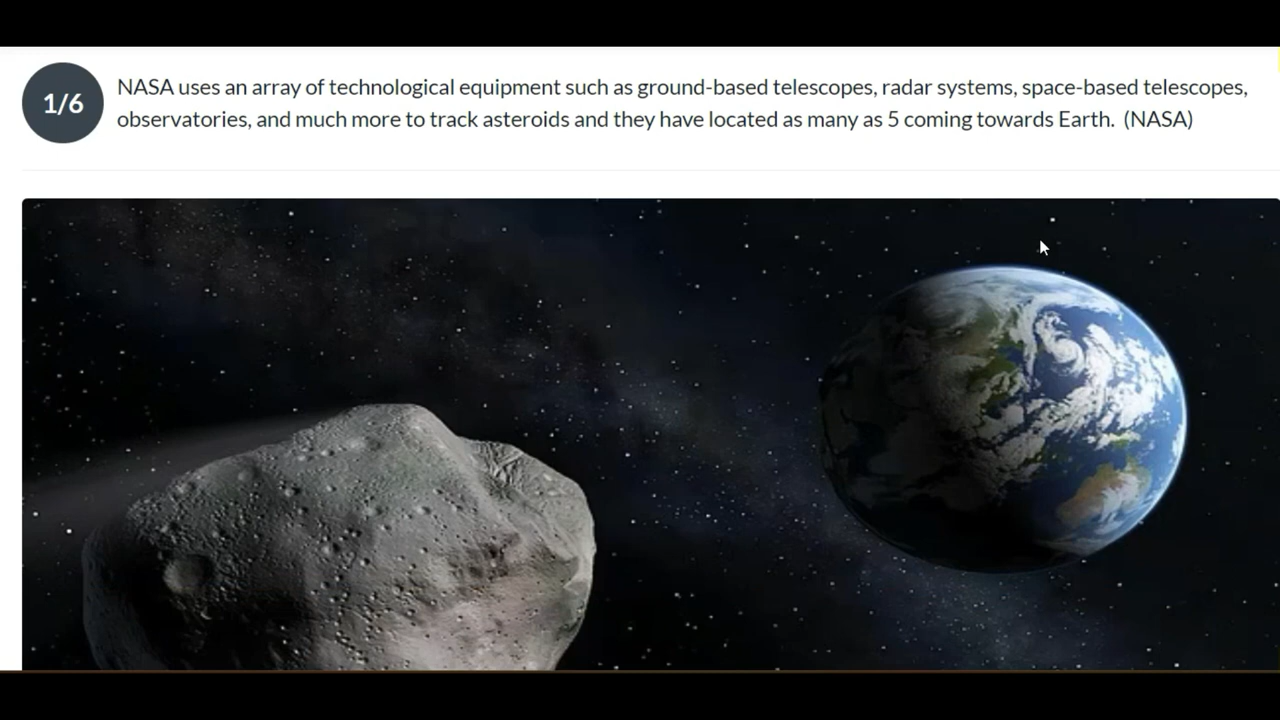 1/6
NASA uses an array of technological equipment such as ground-based telescopes, radar systems, space-based telescopes,
observatories, and much more to track asteroids and they have located as many as 5 coming towards Earth. (NASA)